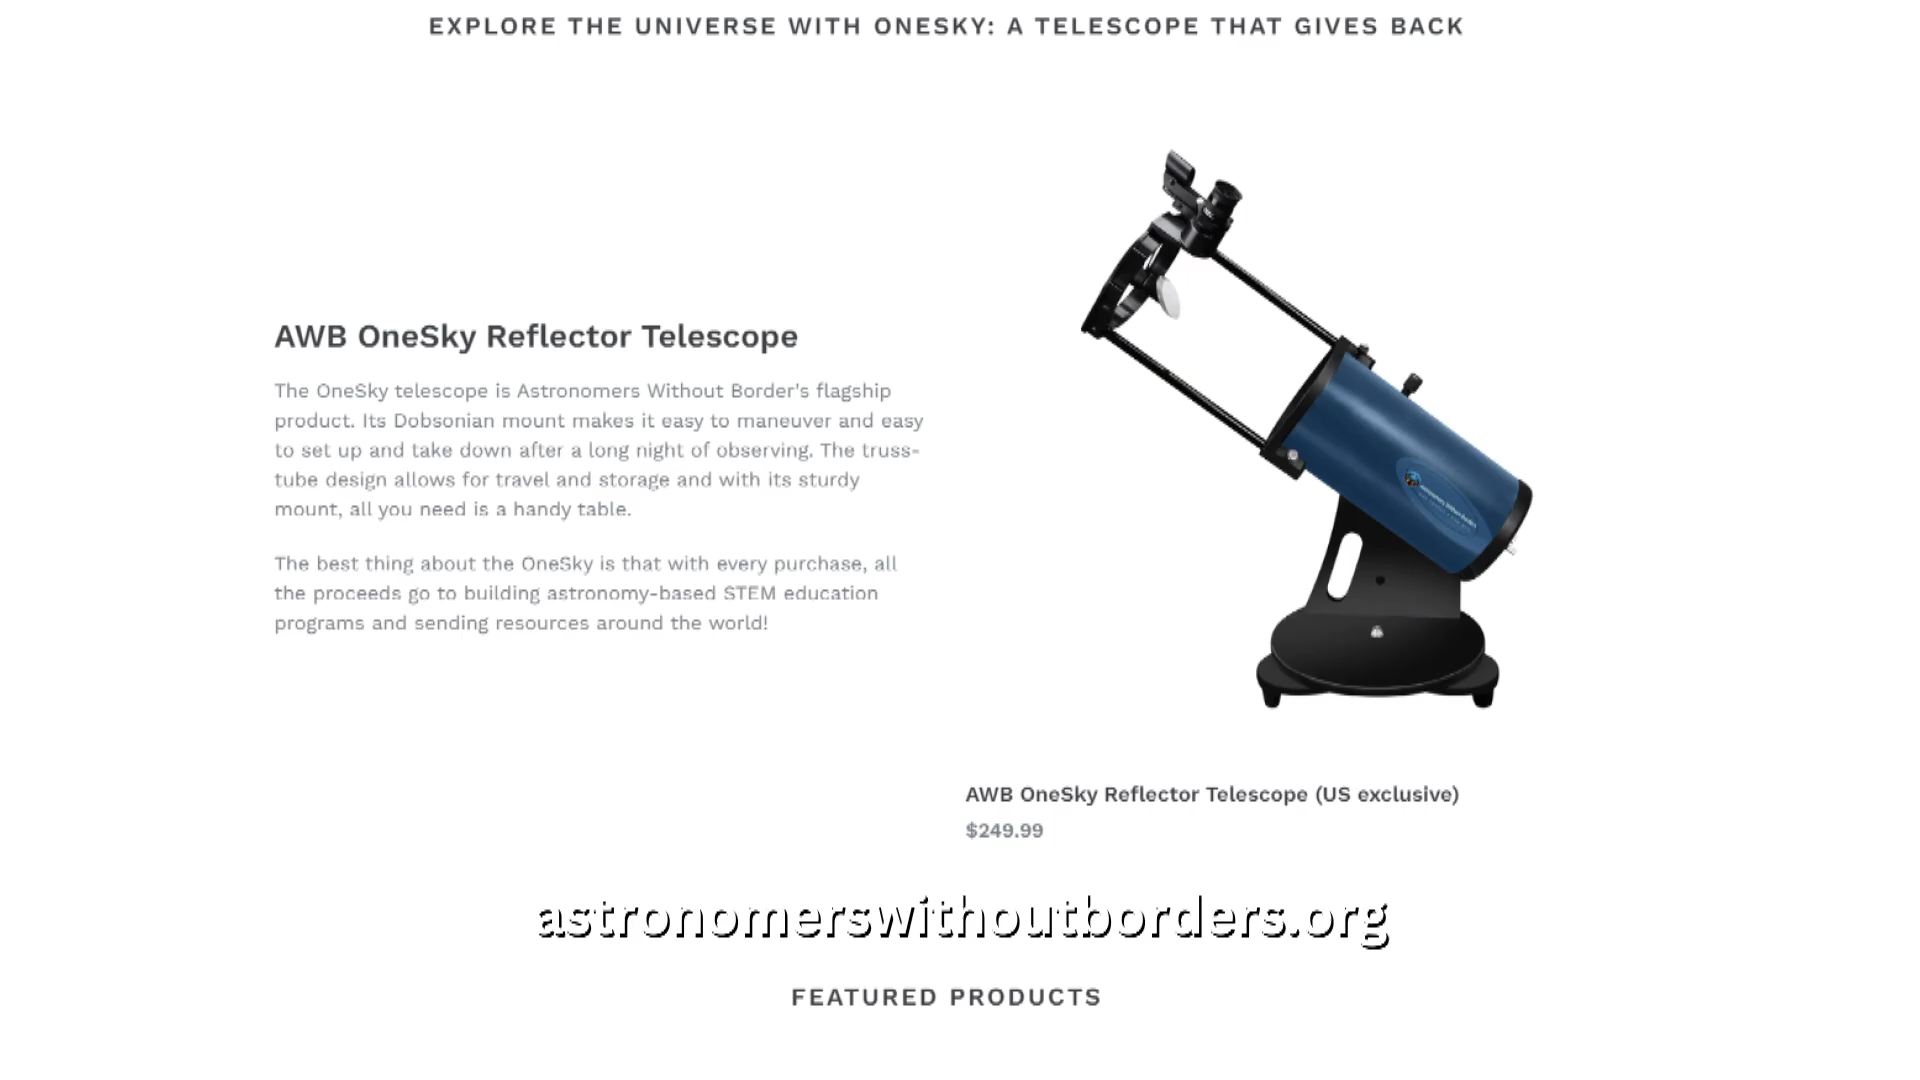 EXPLORE THE UNIVERSE WITH ONESKY: A TELESCOPE THAT GIVES BACK
AWB OneSky Reflector Telescope
The OneSky telescope is Astronomers Without Border's flagship
product. Its Dobsonian mount makes it easy to maneuver and easy
to set up and take down after a long night of observing. The truss-
tube design allows for travel and storage and with its sturdy
mount, all you need is a handy table.
The best thing about the OneSky is that with every purchase, all
the proceeds go to building astronomy-based STEM education
programs and sending resources around the world!
AWB OneSky Reflector Telescope (US exclusive)
$249.99
astronomerswithoutborders.org
FEATURED PRODUCTS